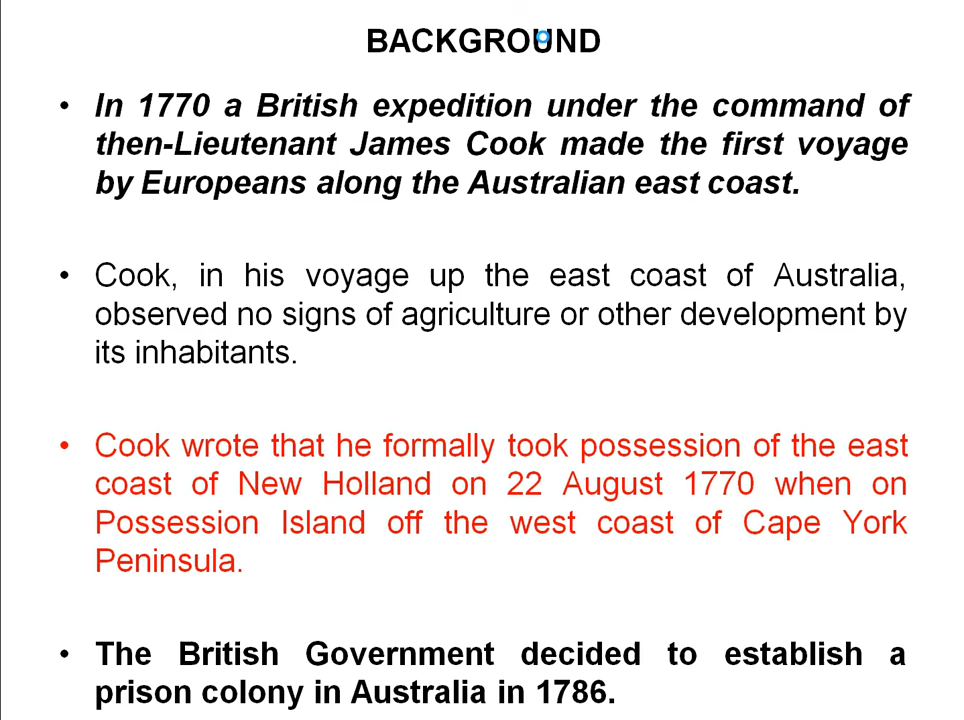 BACKGROUND
• In 1770 a British expedition under the command of
then-Lieutenant James Cook made the first voyage
by Europeans along the Australian east coast.
• Cook, in his voyage up the east coast of Australia,
observed no signs of agriculture or other development by
its inhabitants.
• Cook wrote that he formally took possession of the east
coast of New Holland on 22 August 1770 when on
Possession Island off the west coast of Cape York
Peninsula.
• The British Government decided to establish a
prison colony in Australia in 1786.